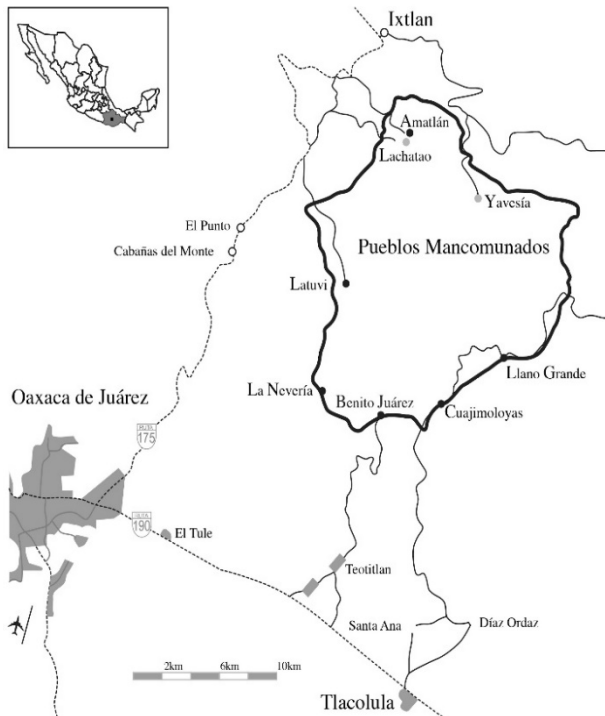 Ixtlan
Amatlán
Lachatao
Yavesía
El Punto
Cabañas del Monte
Pueblos Mancomunados
Latuvi
Llano Grande
La Nevería
Benito Juárez
Cuajimoloyas
Oaxaca de Juárez
175
190
El Tule
Teotitlan
Santa Ana
Díaz Ordaz
2km
6km
10km
Tlacolula